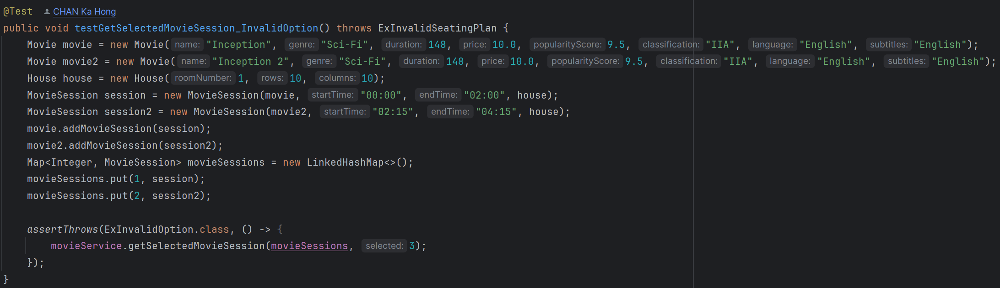 @Test CHAN Ka Hong
public void testGetSelectedMovieSession_InvalidOption() throws ExInvalidSeatingPlan {
    Movie movie = new Movie( name: "Inception", genre: "Sci-Fi", duration: 148, price: 10.0, popularityScore: 9.5, classification: "IIA", language: "English", subtitles: "English");
    Movie movie2 = new Movie( name: "Inception 2", genre: "Sci-Fi", duration: 148, price: 10.0, popularityScore: 9.5, classification: "IIA", language: "English", subtitles: "English");
    House house = new House( roomNumber: 1, rows: 10, columns: 10);
    MovieSession session = new MovieSession(movie, startTime: "00:00", endTime: "02:00", house);
    MovieSession session2 = new MovieSession(movie2, startTime: "02:15", endTime: "04:15", house);
    movie.addMovieSession(session);
    movie2.addMovieSession(session2);
    Map<Integer, MovieSession> movieSessions = new LinkedHashMap<>();
    movieSessions.put(1, session);
    movieSessions.put(2, session2);

    assertThrows(ExInvalidOption.class, () -> {
        movieService.getSelectedMovieSession(movieSessions, selected: 3);
    });
}